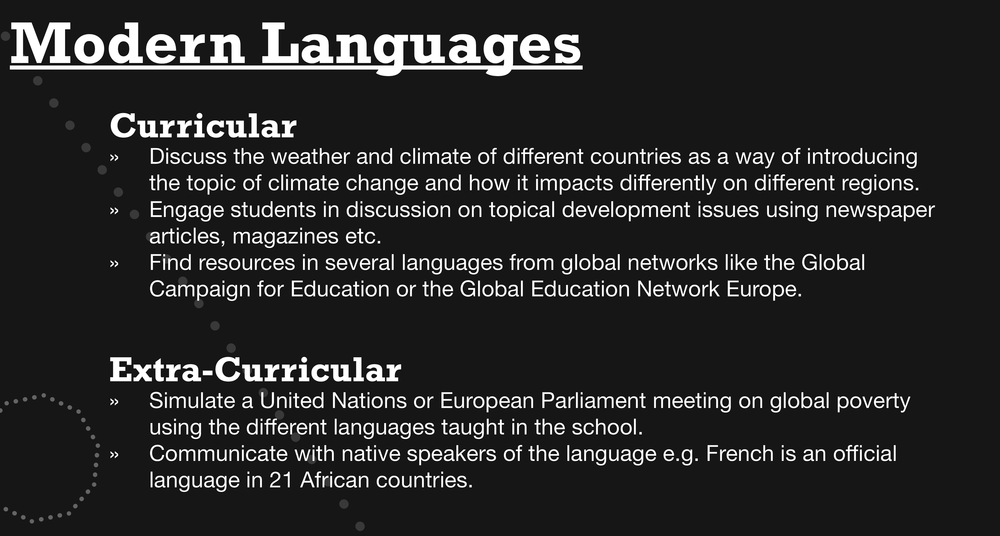 Modern Languages
Curricular
» Discuss the weather and climate of different countries as a way of introducing
the topic of climate change and how it impacts differently on different regions.
» Engage students in discussion on topical development issues using newspaper
articles, magazines etc.
» Find resources in several languages from global networks like the Global
Campaign for Education or the Global Education Network Europe.
Extra-Curricular
» Simulate a United Nations or European Parliament meeting on global poverty
using the different languages taught in the school.
» Communicate with native speakers of the language e.g. French is an official
language in 21 African countries.